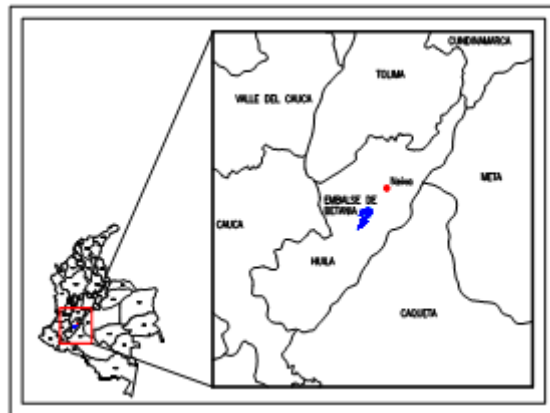 CUNDINAMARCA
TOLIMA
VALLE DEL CAUCA
META
Neiva
EMBALSE DE
BETANIA
CAUCA
HUILA
CAQUETA